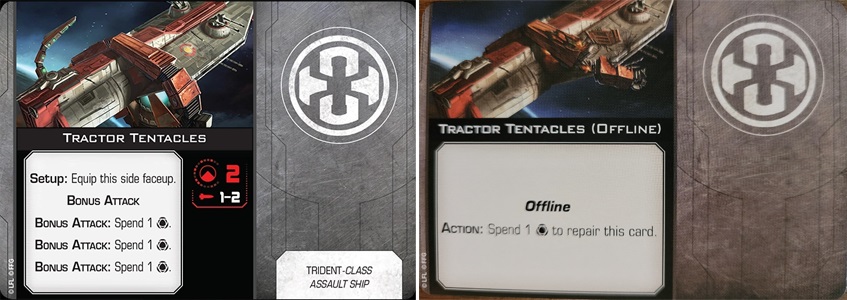 TRACTOR TENTACLES
Setup: Equip this side faceup.
BONUS ATTACK
BONUS ATTACK: Spend 1 .
BONUS ATTACK: Spend 1 .
BONUS ATTACK: Spend 1 .
2
1-2
TRIDENT-CLASS
ASSAULT SHIP
© LFL © FFG
TRACTOR TENTACLES (OFFLINE)
Offline
ACTION: Spend 1 to repair this card.
© LFL © FFG